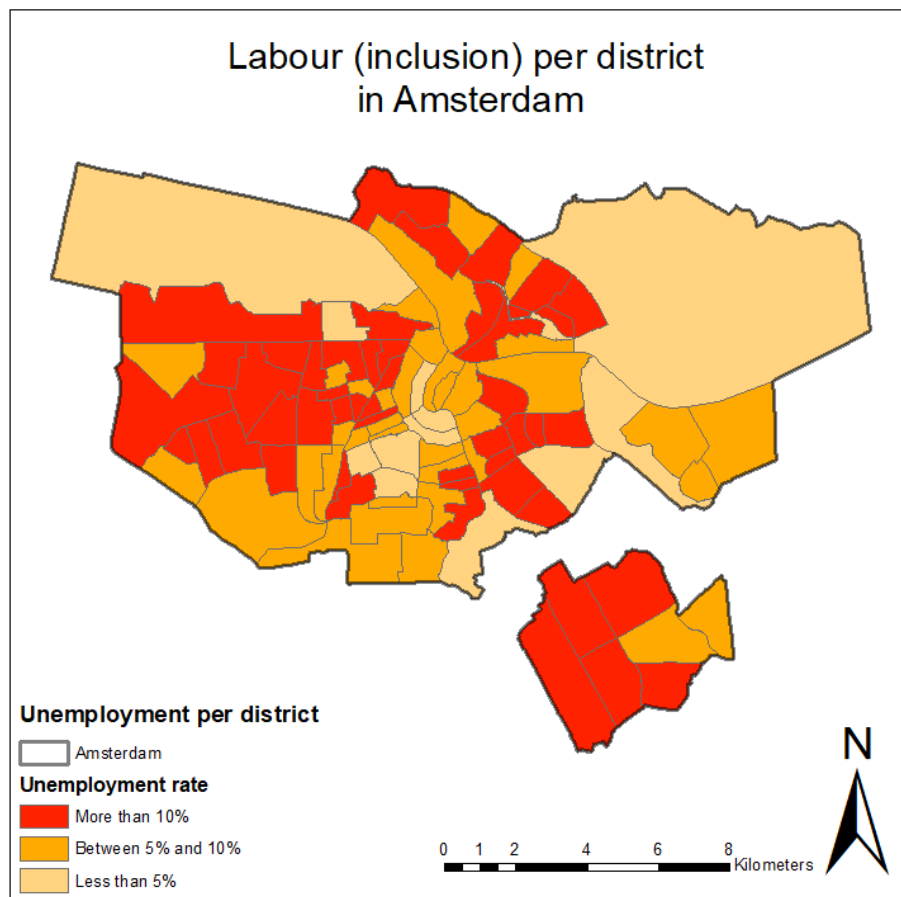 Labour (inclusion) per district
in Amsterdam
Unemployment per district
Amsterdam
Unemployment rate
More than 10%
Between 5% and 10%
Less than 5%
N
0 1 2 4 6 8
Kilometers